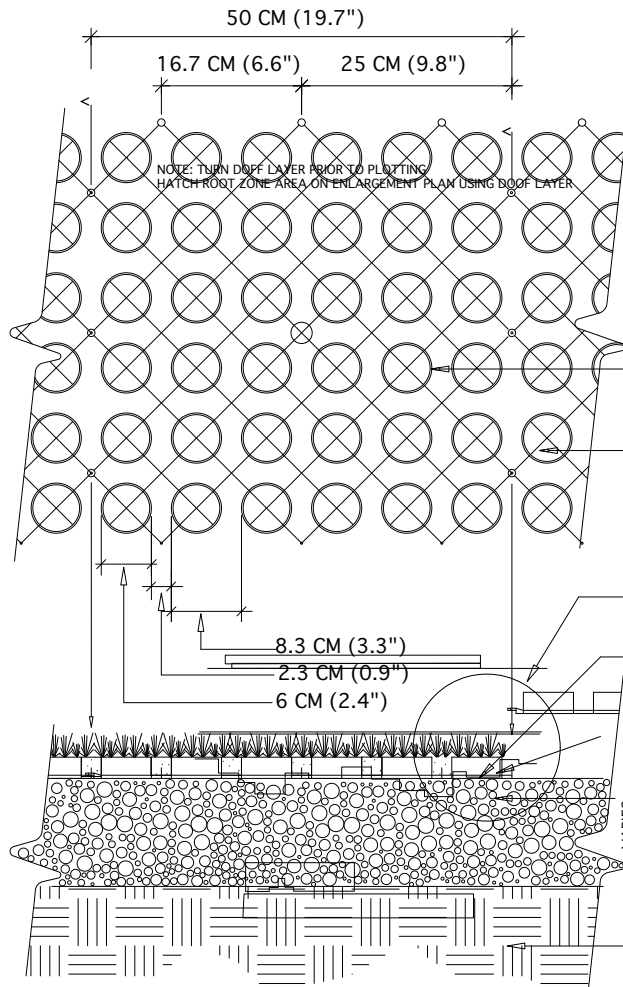 50 CM (19.7")
16.7 CM (6.6")
25 CM (9.8")
NOTE: TURN DOFF LAYER PRIOR TO PLOTTING
HATCH ROOT ZONE AREA ON ENLARGEMENT PLAN USING DOOF LAYER
8.3 CM (3.3")
2.3 CM (0.9")
6 CM (2.4")